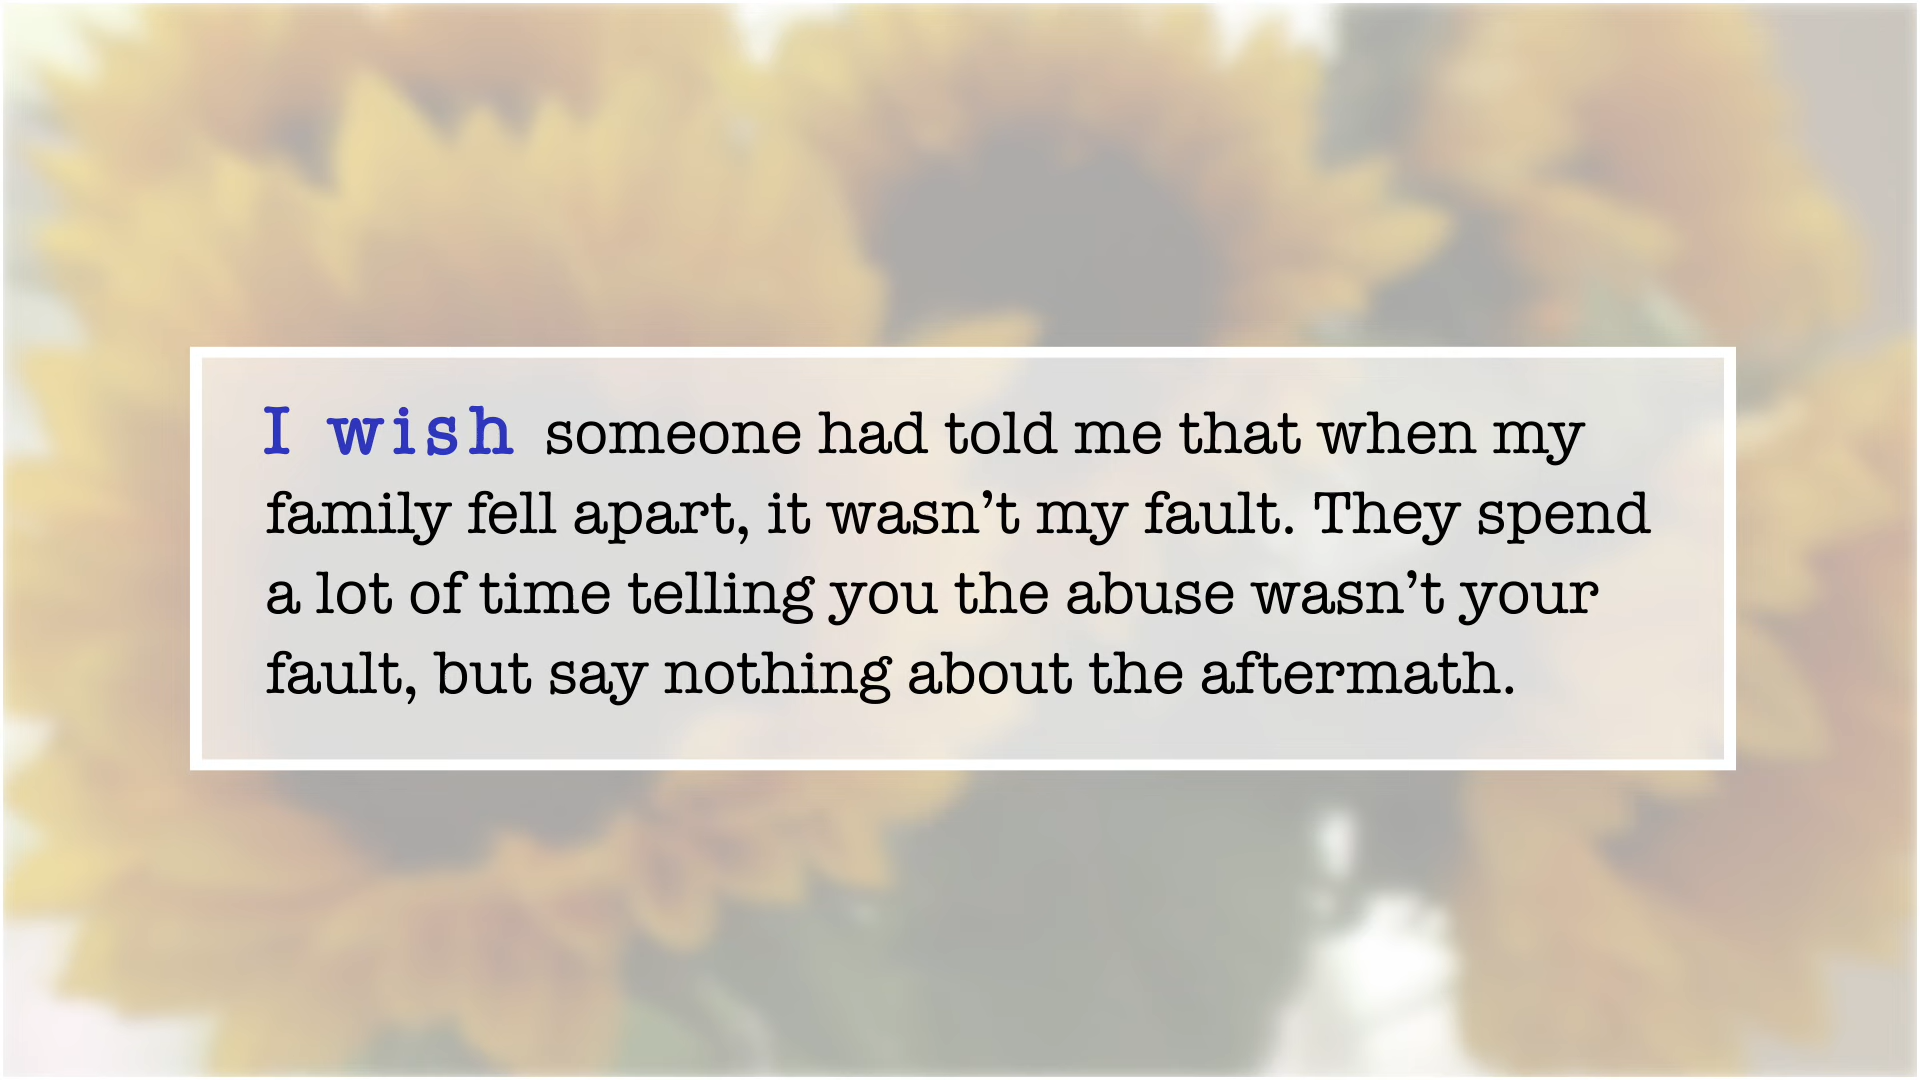 I wish someone had told me that when my
family fell apart, it wasn’t my fault. They spend
a lot of time telling you the abuse wasn’t your
fault, but say nothing about the aftermath.